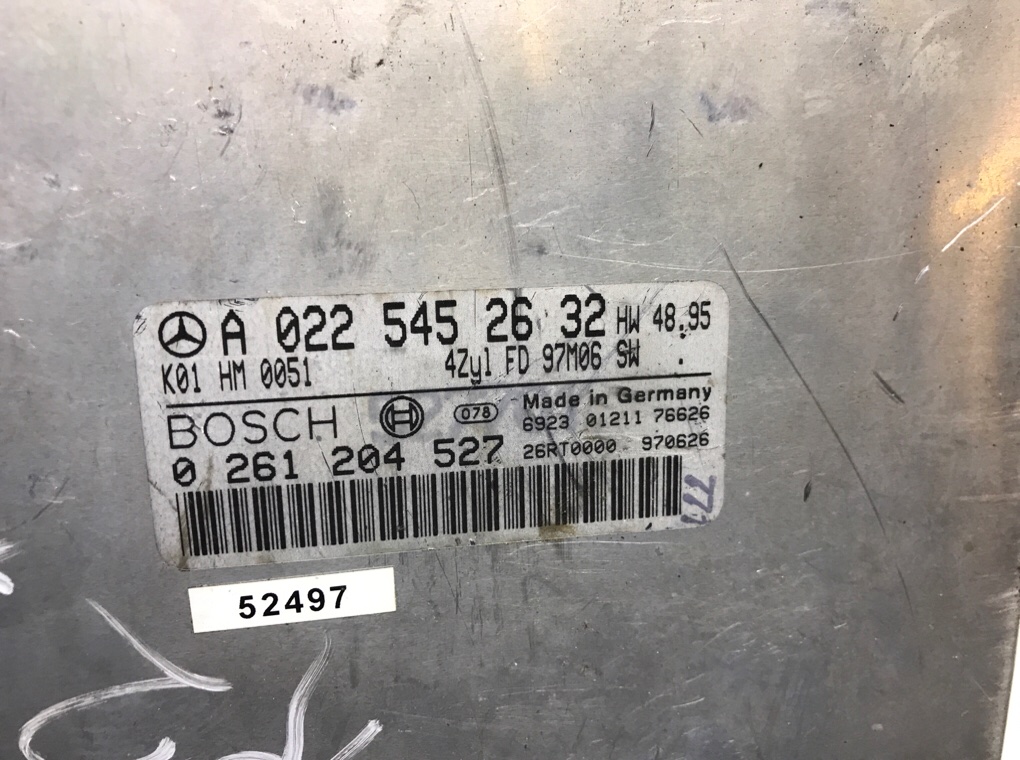 A 022 545 26 32 HW 48.95
K01 HM 0051 4Zyl FD 97M06 SW .
BOSCH 078 Made in Germany
6923 01211 76626
0 261 204 527 26RT0000 970626
52497